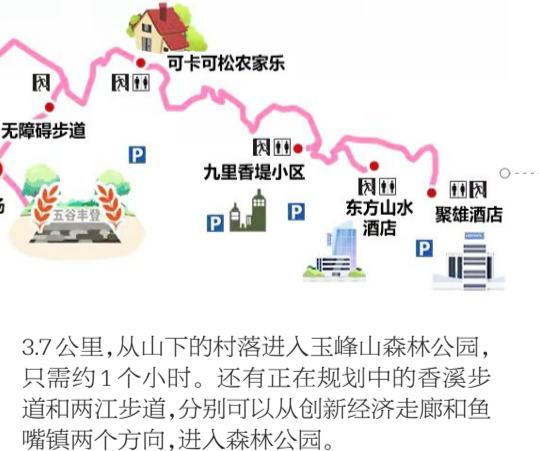 可卡可松农家乐
无障碍步道
P
九里香堤小区
场
五谷丰登
P
P
东方山水
酒店
聚雄酒店
P
3.7公里,从山下的村落进入玉峰山森林公园,
只需约1个小时。还有正在规划中的香溪步
道和两江步道,分别可以从创新经济走廊和鱼
嘴镇两个方向,进入森林公园。